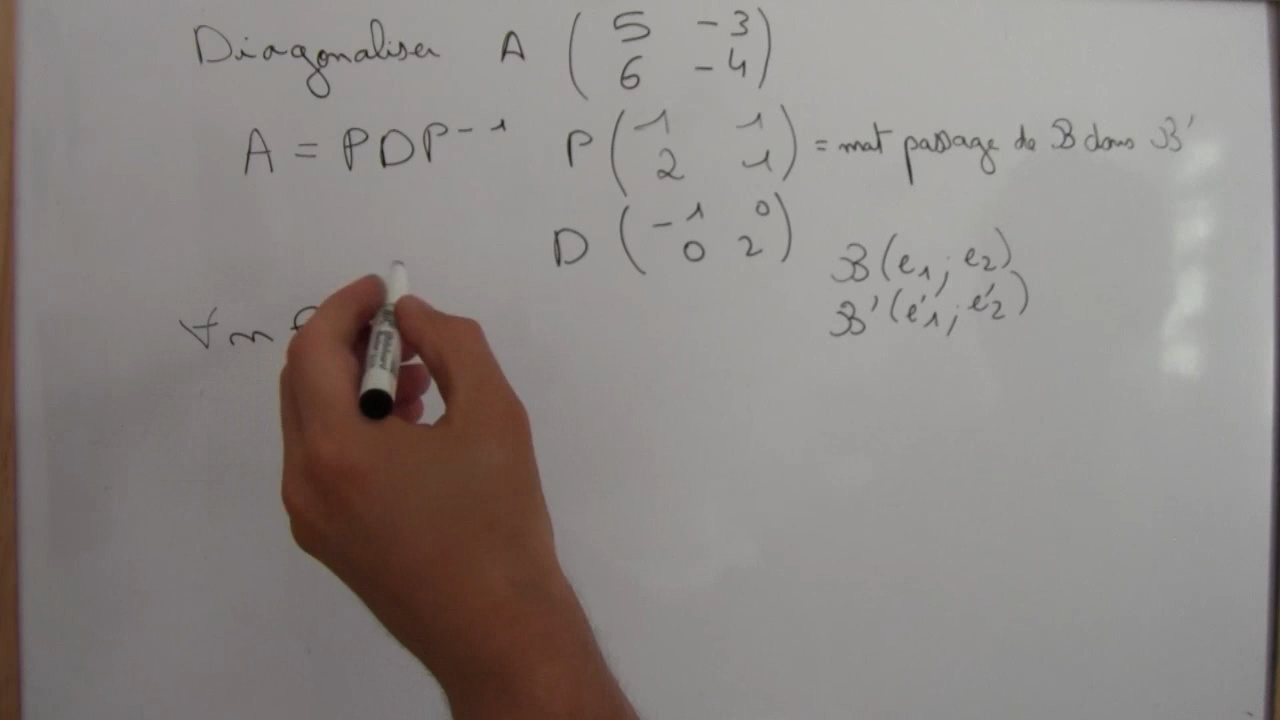 Diagonaliser A ( 5 -3
6 -4 )
A = PDP⁻¹ P ( 1 1
2 1 ) = mat passage de B dans B'
D ( -1 0
0 2 )
B(e₁; e₂)
B'(e'₁; e'₂)
∀n